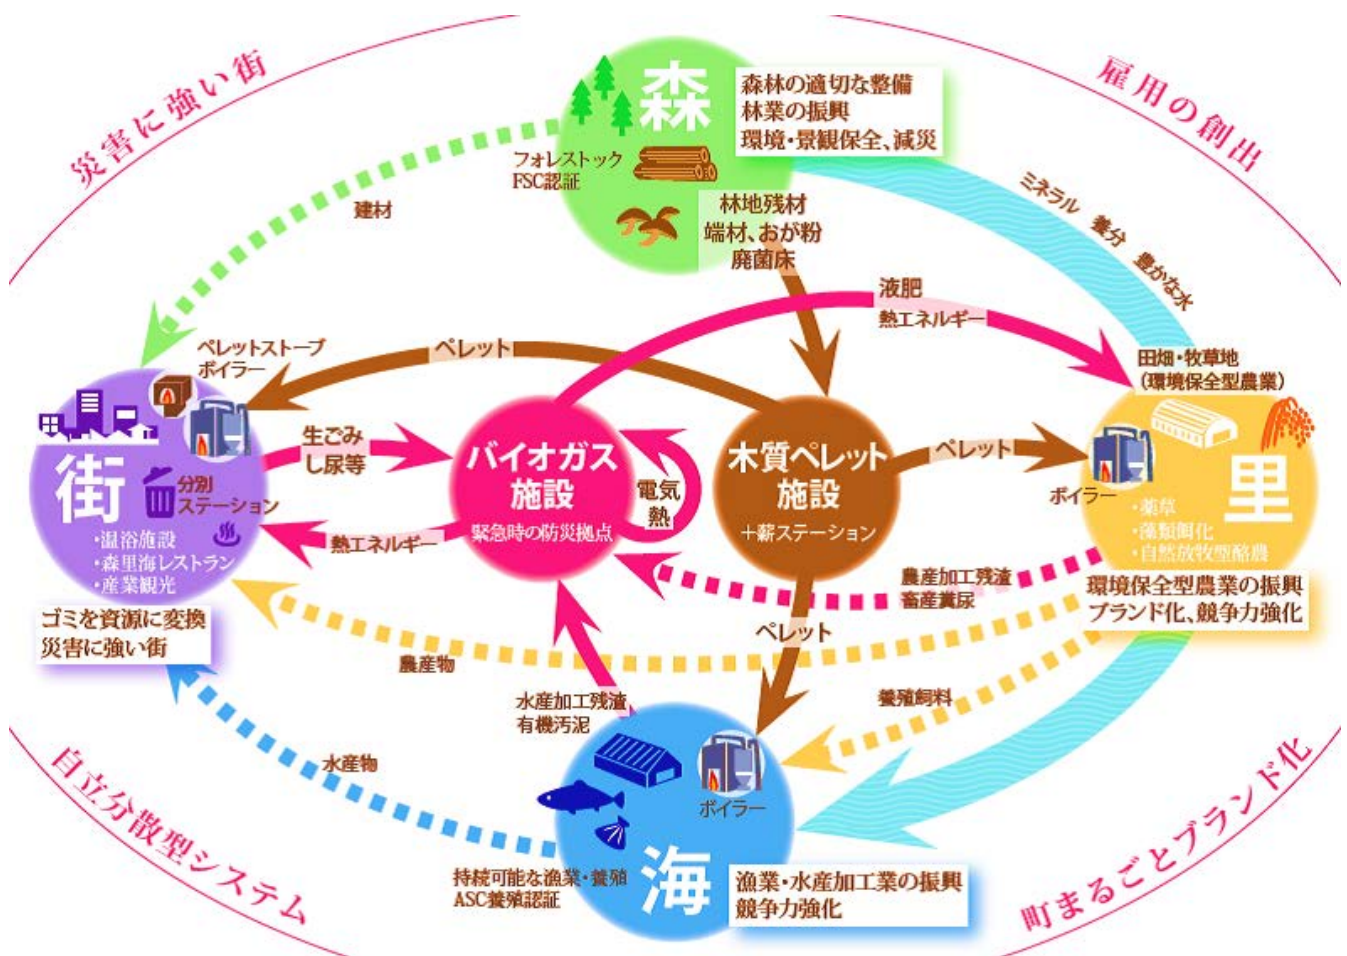 災害に強い街
雇用の創出
森
森林の適切な整備
林業の振興
環境・景観保全、減災
フォレストック
FSC認証
建材
林地残材
端材、おが粉
廃菌床
ミネラル 養分 豊かな水
液肥
熱エネルギー
ペレットストーブ
ボイラー
ペレット
田畑・牧草地
(環境保全型農業)
街
分別
ステーション
・温浴施設
・森里海レストラン
・産業観光
ゴミを資源に変換
災害に強い街
生ごみ
し尿等
熱エネルギー
バイオガス
施設
緊急時の防災拠点
電気
熱
木質ペレット
施設
+薪ステーション
ペレット
ボイラー
里
・薬草
・藻類餌化
・自然放牧型酪農
環境保全型農業の振興
ブランド化、競争力強化
農産加工残渣
畜産糞尿
ペレット
農産物
養殖飼料
水産加工残渣
有機汚泥
水産物
ボイラー
海
持続可能な漁業・養殖
ASC養殖認証
漁業・水産加工業の振興
競争力強化
自立分散型システム
町まるごとブランド化